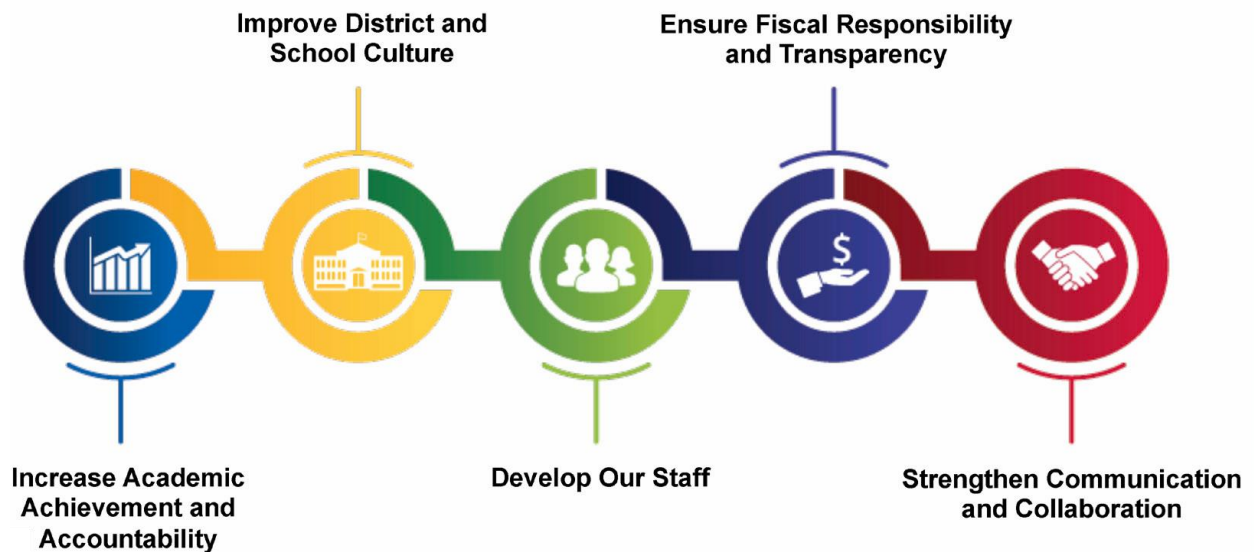 Improve District and
School Culture
Ensure Fiscal Responsibility
and Transparency
$
Increase Academic
Achievement and
Accountability
Develop Our Staff
Strengthen Communication
and Collaboration